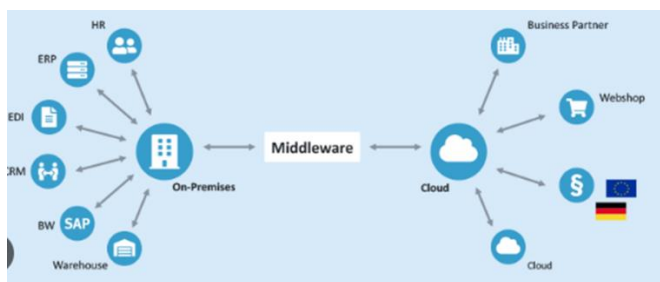 HR
ERP
EDI
CRM
BW
SAP
Warehouse
On-Premises
Middleware
Cloud
Business Partner
Webshop
§
Cloud